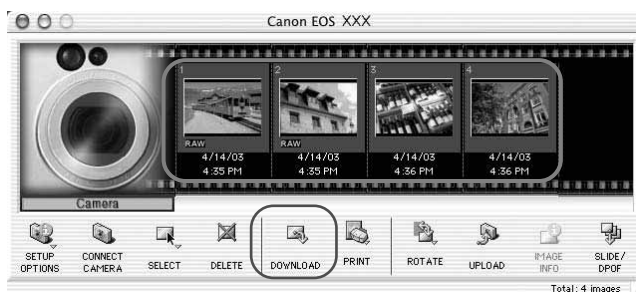 Canon EOS XXX
1 2 3 4
RAW RAW
4/14/03 4/14/03 4/14/03 4/14/03
4:35 PM 4:35 PM 4:36 PM 4:36 PM
Camera
SETUP OPTIONS CONNECT CAMERA SELECT DELETE DOWNLOAD PRINT ROTATE UPLOAD IMAGE INFO SLIDE/ DPOF
Total: 4 images